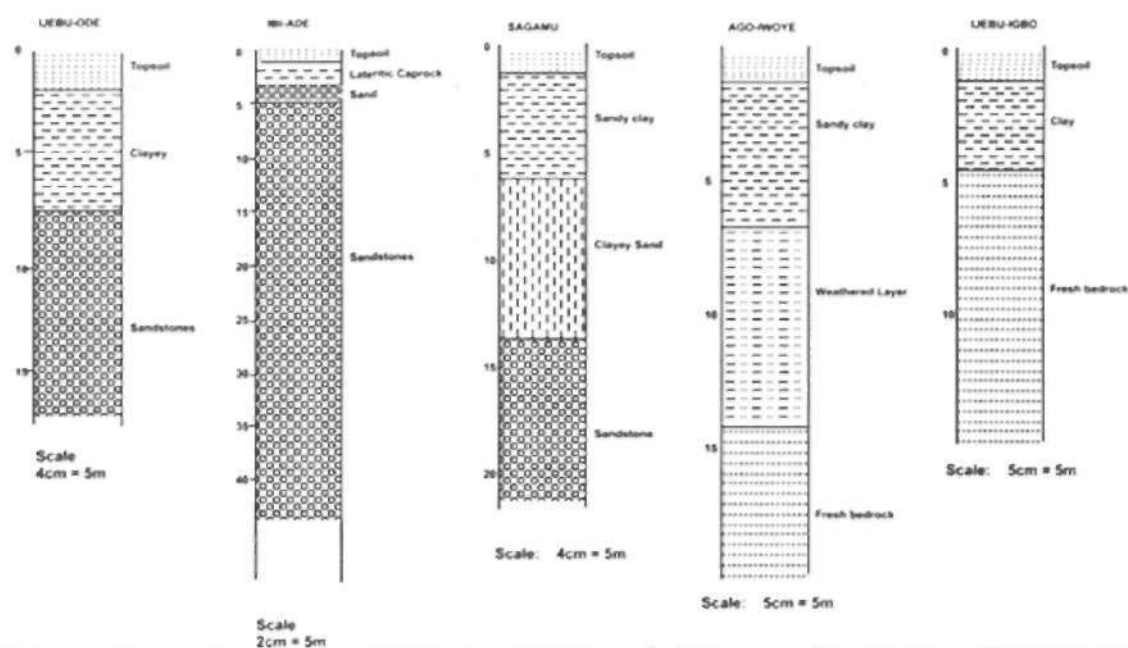 IJEBU-ODE
0
Topsoil
Clayey
5
10
Sandstones
15
Scale
4cm = 5m
IBII-ADE
0
Topsoil
Lateritic Caprock
Sand
5
10
15
Sandstones
20
25
30
35
40
Scale
2cm = 5m
SAGAMU
0
Topsoil
Sandy clay
5
Clayey Sand
10
15
Sandstone
20
Scale: 4cm = 5m
AGO-IWOYE
Topsoil
Sandy clay
5
Weathered Layer
10
15
Fresh bedrock
Scale: 5cm = 5m
IJEBU-IGBO
0
Topsoil
Clay
5
Fresh bedrock
10
Scale: 5cm = 5m